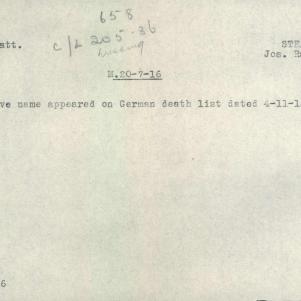 658
att. c/L 205·36 STE
missing Jos. R
M.20-7-16
ve name appeared on German death list dated 4-11-1
6